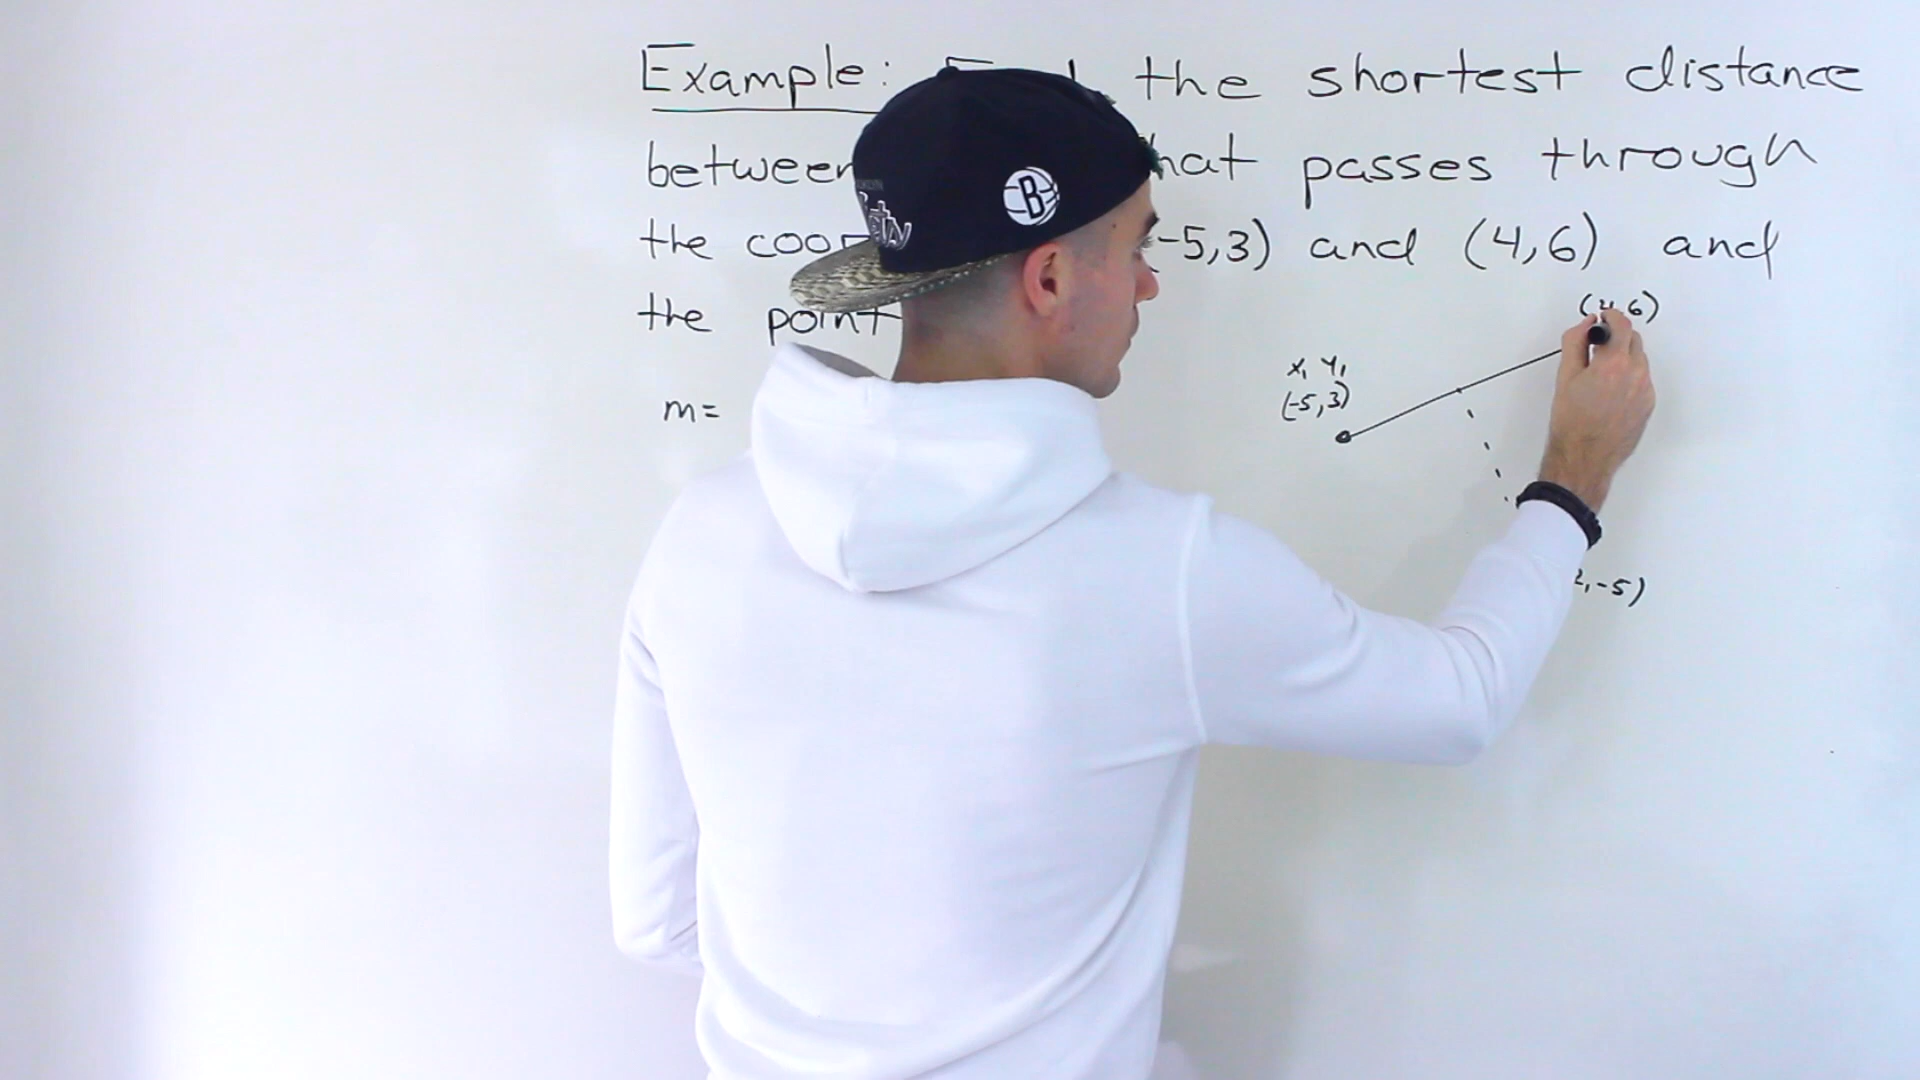 Example: the shortest distance
between that passes through
the coor (-5,3) and (4,6) and
the point
(4,6)
x₁ y₁
(-5,3)
m=
2,-5)
B